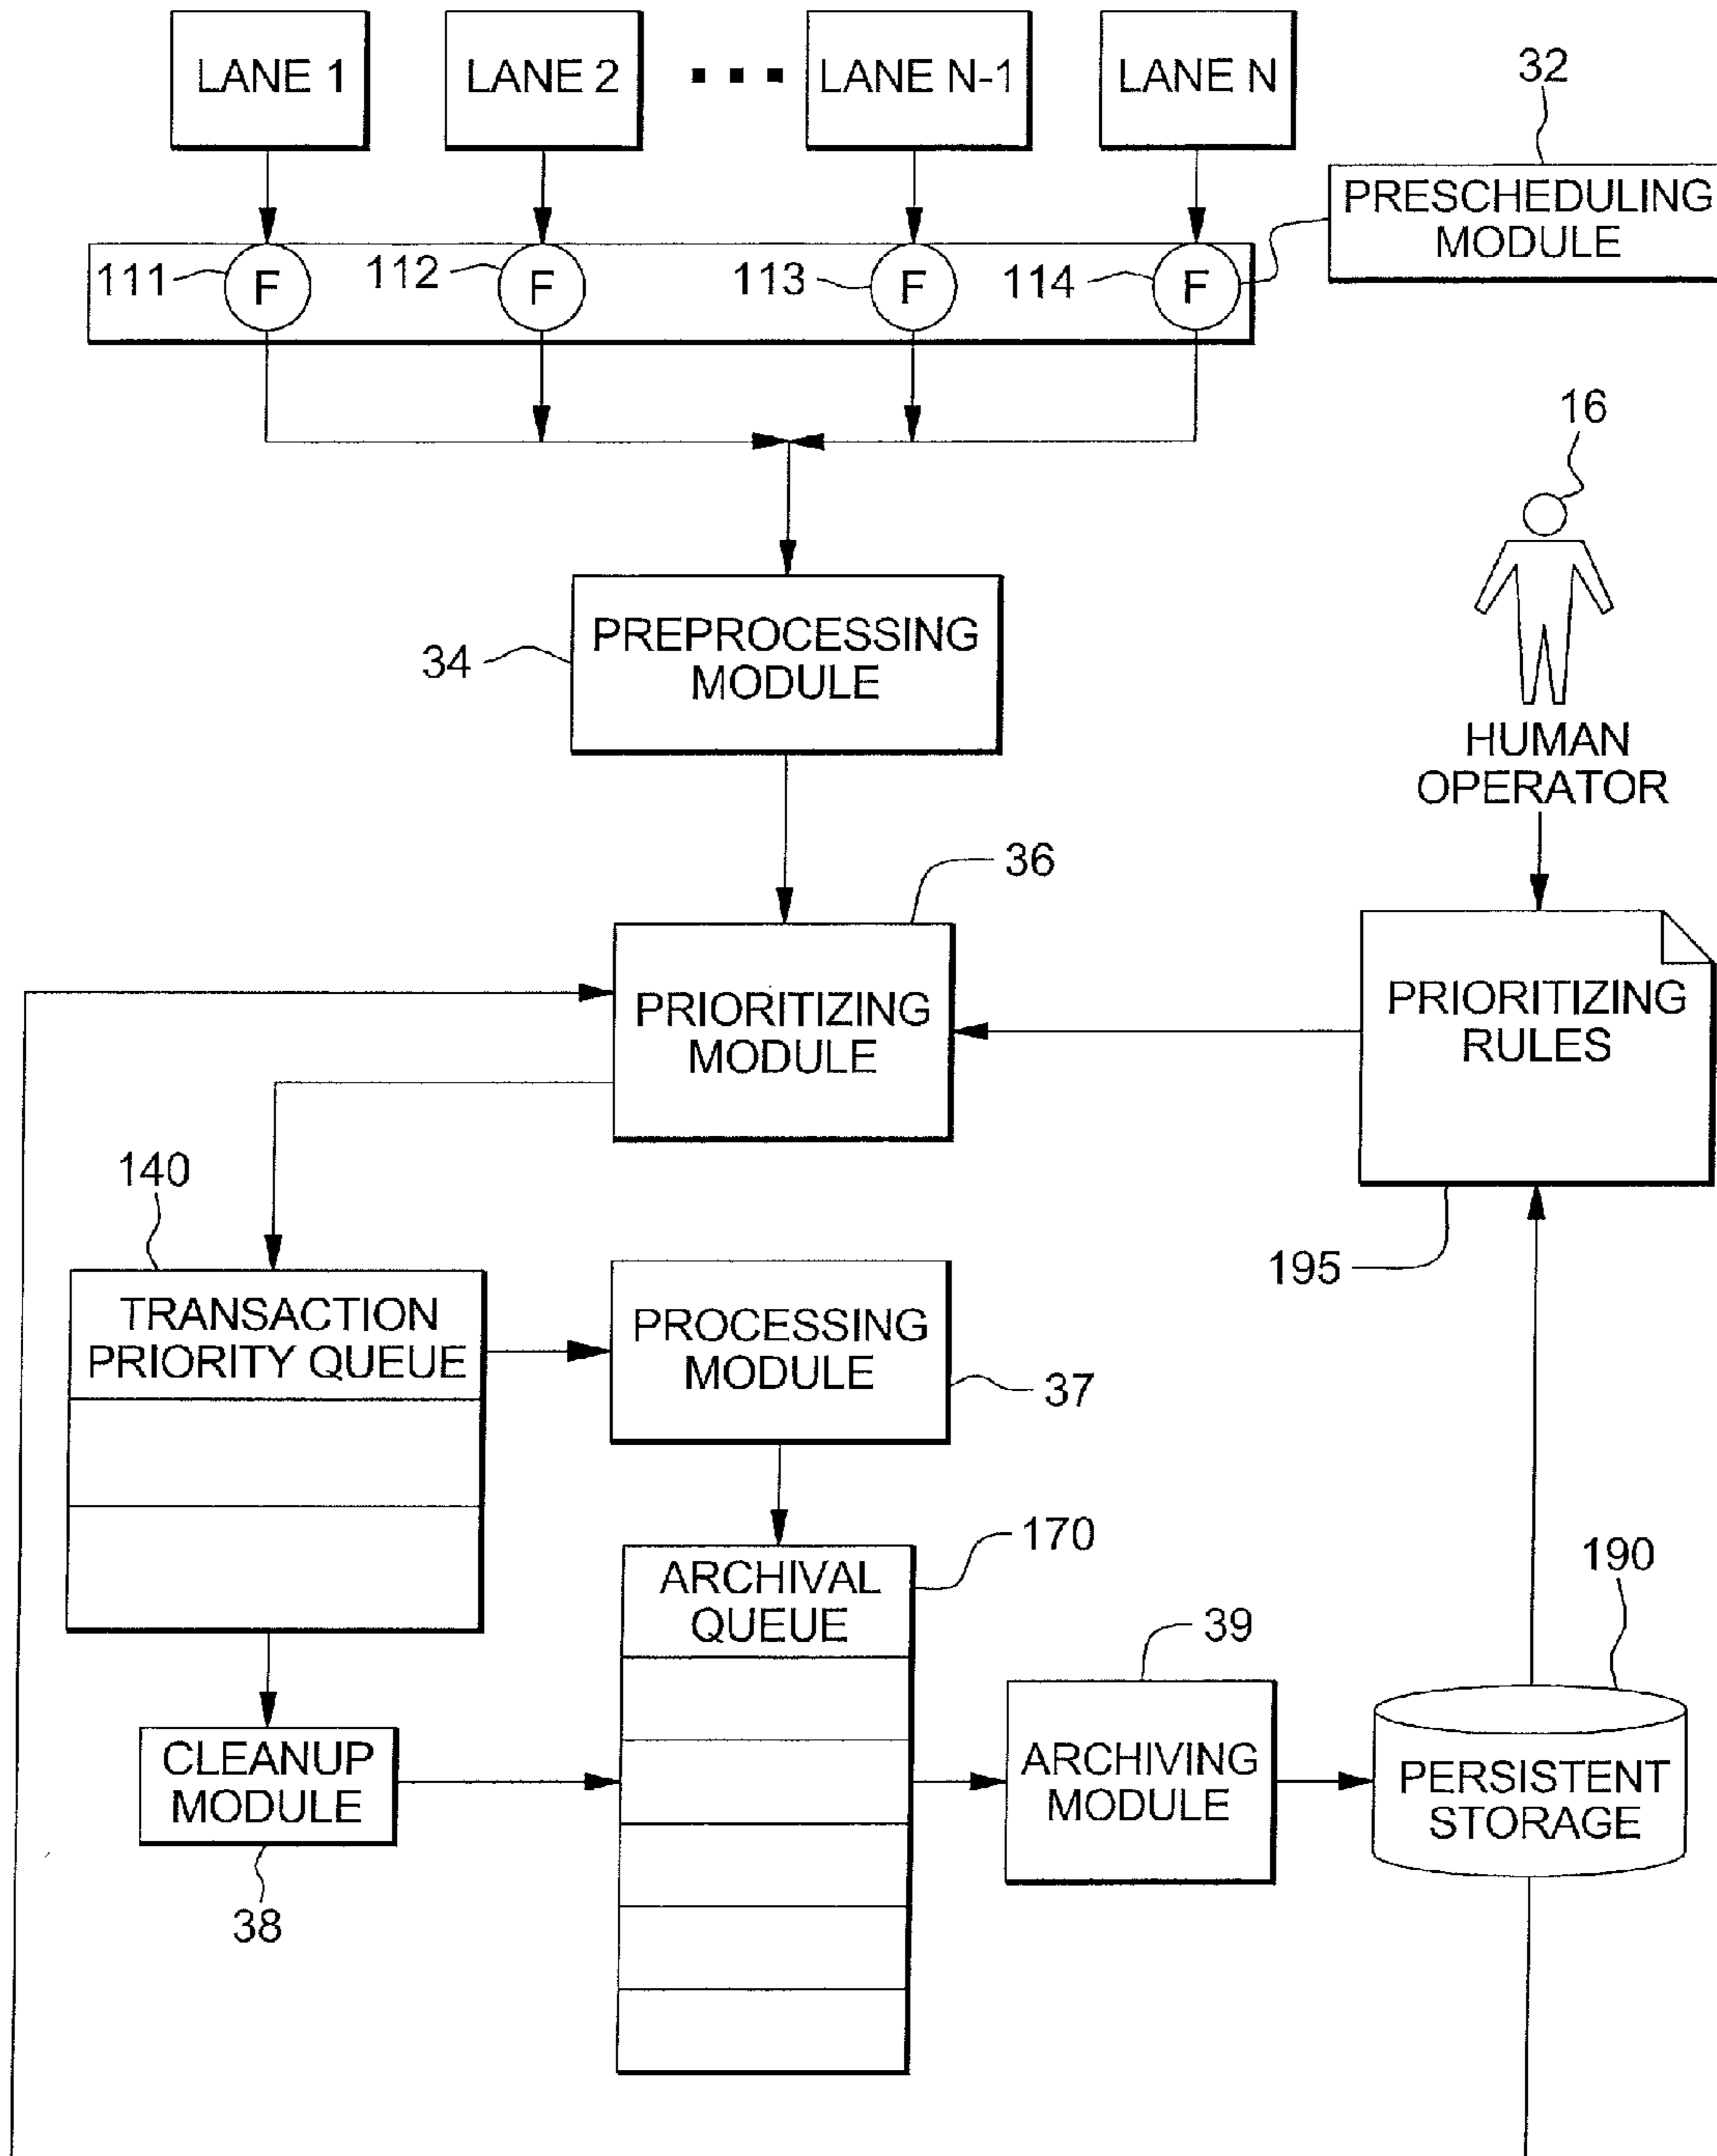 LANE 1
LANE 2
LANE N-1
LANE N
32
PRESCHEDULING
MODULE
111
F
112
F
113
F
114
F
16
34
PREPROCESSING
MODULE
HUMAN
OPERATOR
36
PRIORITIZING
MODULE
PRIORITIZING
RULES
140
195
TRANSACTION
PRIORITY QUEUE
PROCESSING
MODULE
37
170
ARCHIVAL
QUEUE
190
39
CLEANUP
MODULE
ARCHIVING
MODULE
PERSISTENT
STORAGE
38